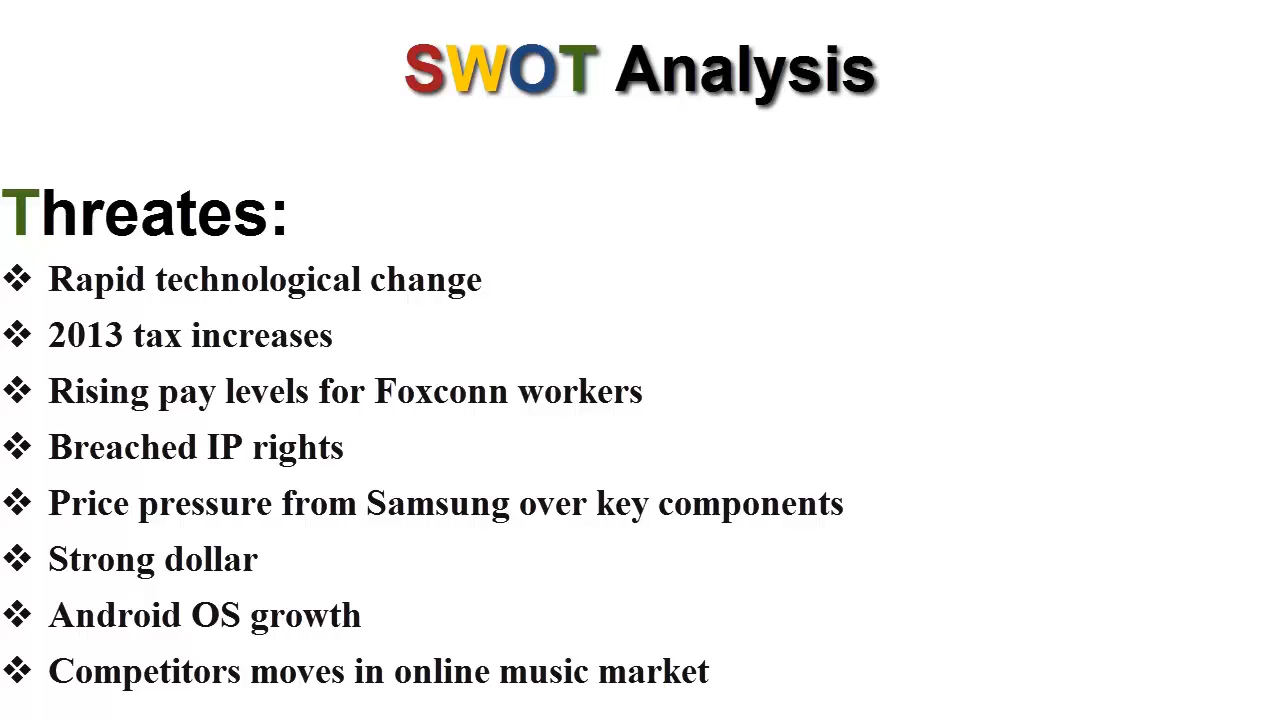 SWOT Analysis
Threates:
❖ Rapid technological change
❖ 2013 tax increases
❖ Rising pay levels for Foxconn workers
❖ Breached IP rights
❖ Price pressure from Samsung over key components
❖ Strong dollar
❖ Android OS growth
❖ Competitors moves in online music market